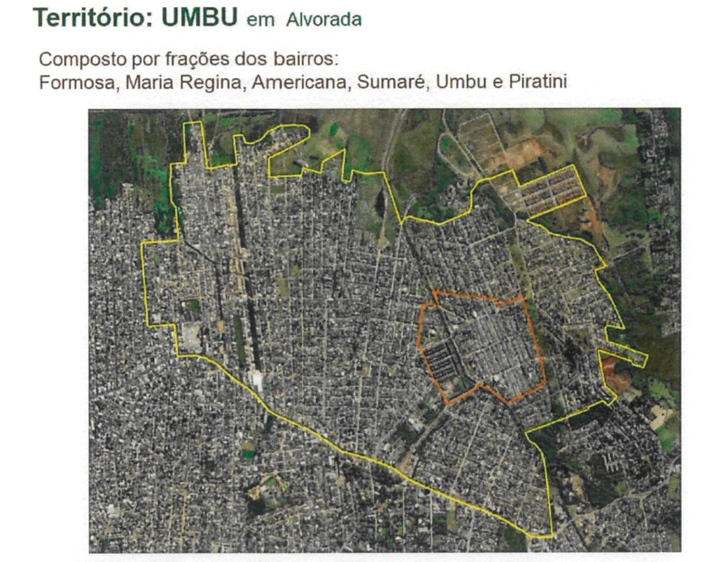 Território: UMBU em Alvorada
Composto por frações dos bairros:
Formosa, Maria Regina, Americana, Sumaré, Umbu e Piratini